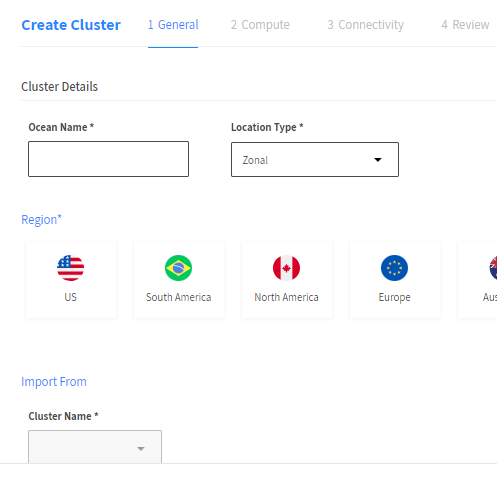 Create Cluster 1 General 2 Compute 3 Connectivity 4 Review
Cluster Details
Ocean Name * Location Type *
Zonal
Region*
US South America North America Europe Aus
Import From
Cluster Name *